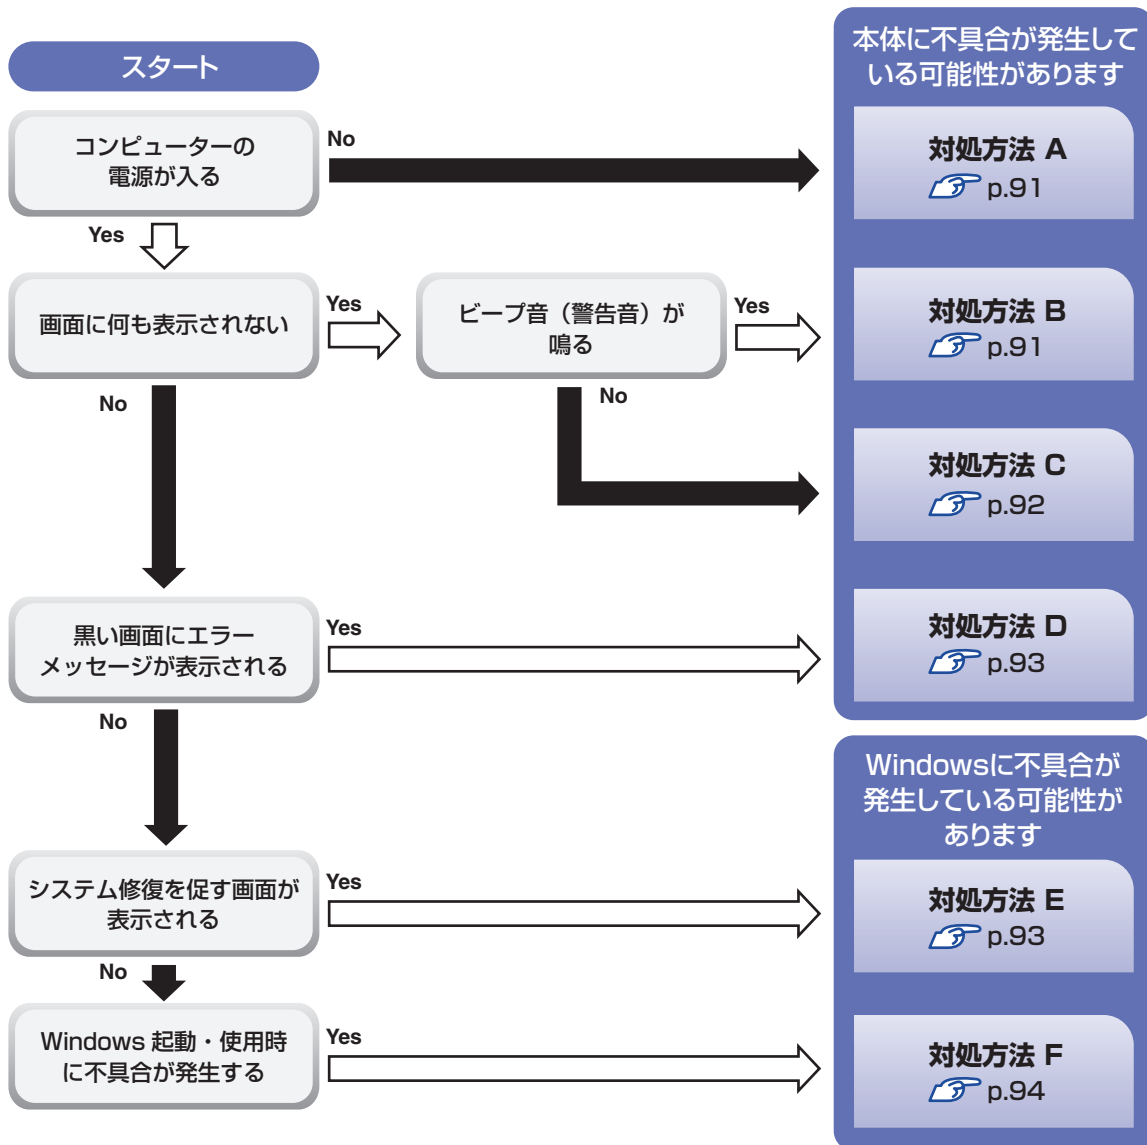 スタート
コンピューターの
電源が入る
No
Yes
画面に何も表示されない
Yes
ビープ音（警告音）が
鳴る
Yes
No
No
黒い画面にエラー
メッセージが表示される
Yes
No
システム修復を促す画面が
表示される
Yes
No
Windows 起動・使用時
に不具合が発生する
Yes
本体に不具合が発生して
いる可能性があります
対処方法 A
p.91
対処方法 B
p.91
対処方法 C
p.92
対処方法 D
p.93
Windowsに不具合が
発生している可能性が
あります
対処方法 E
p.93
対処方法 F
p.94